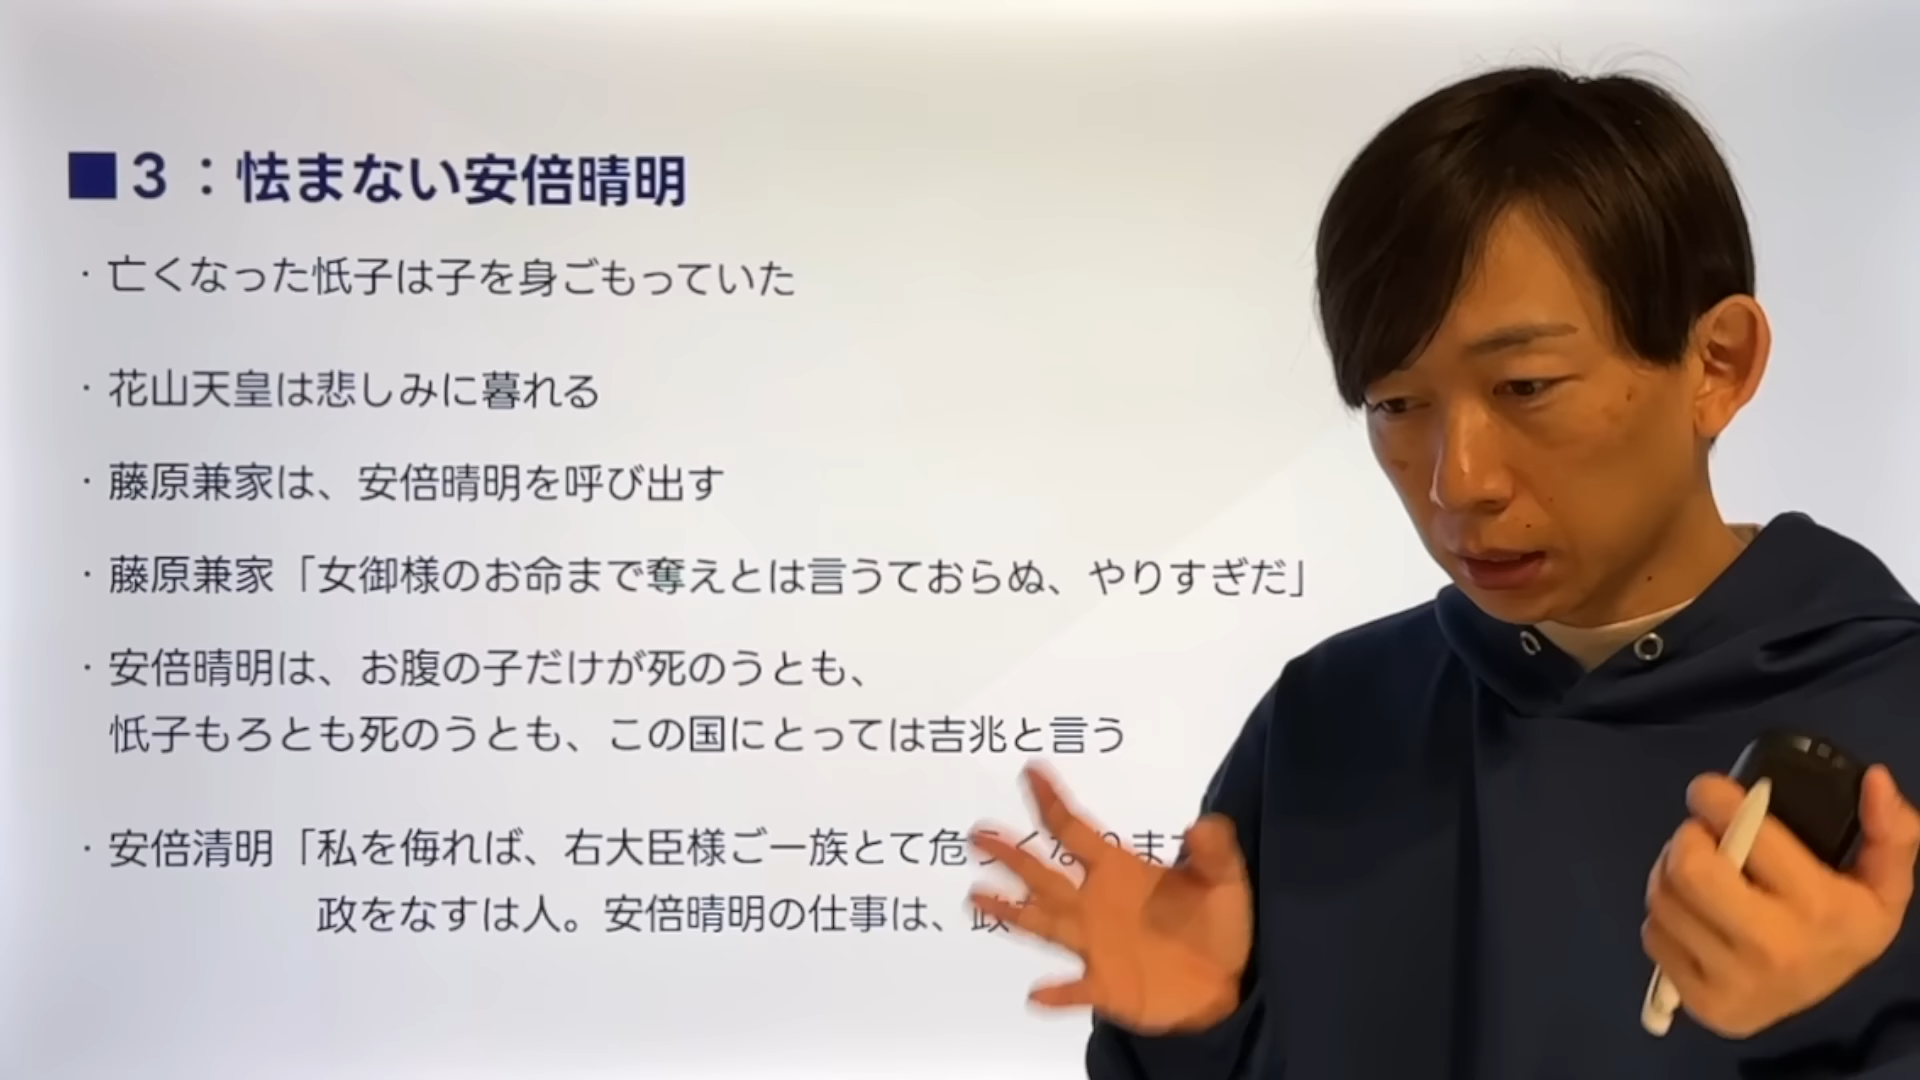 ■3：怯まない安倍晴明
・亡くなった忯子は子を身ごもっていた
・花山天皇は悲しみに暮れる
・藤原兼家は、安倍晴明を呼び出す
・藤原兼家「女御様のお命まで奪えとは言うておらぬ、やりすぎだ」
・安倍晴明は、お腹の子だけが死のうとも、
忯子もろとも死のうとも、この国にとっては吉兆と言う
・安倍清明「私を侮れば、右大臣様ご一族とて危うくなります
政をなすは人。安倍晴明の仕事は、政